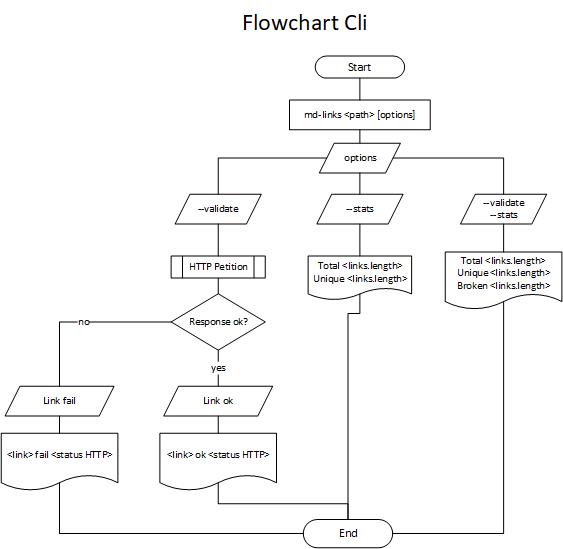 Flowchart Cli
Start
md-links <path> [options]
options
--validate
--stats
--validate
--stats
HTTP Petition
Total <links.length>
Unique <links.length>
Total <links.length>
Unique <links.length>
Broken <links.length>
no
Response ok?
yes
Link fail
Link ok
<link> fail <status HTTP>
<link> ok <status HTTP>
End